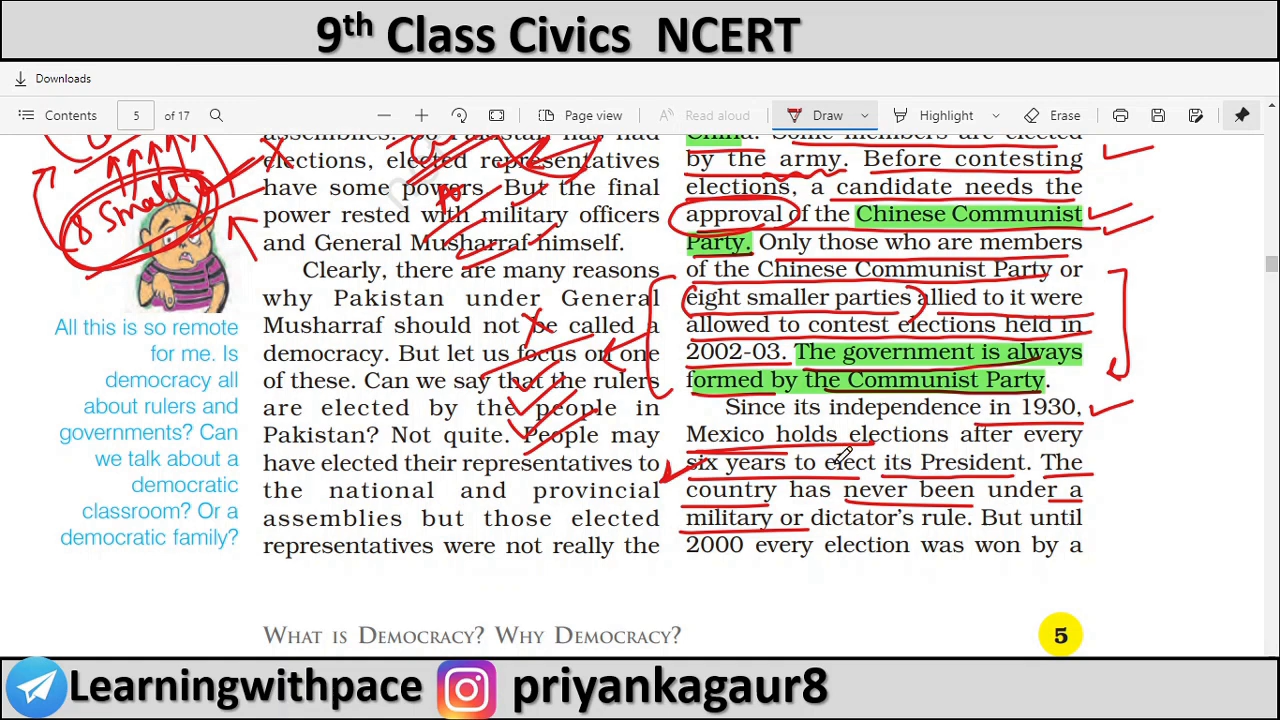 9th Class Civics NCERT
Downloads
Contents 5 of 17 Page view Read aloud Draw Highlight Erase
8 Small
All this is so remote
for me. Is
democracy all
about rulers and
governments? Can
we talk about a
democratic
classroom? Or a
democratic family?
assemblies. So Pakistan has had
elections, elected representatives
have some powers. But the final
power rested with military officers
and General Musharraf himself.
Clearly, there are many reasons
why Pakistan under General
Musharraf should not be called a
democracy. But let us focus on one
of these. Can we say that the rulers
are elected by the people in
Pakistan? Not quite. People may
have elected their representatives to
the national and provincial
assemblies but those elected
representatives were not really the
China. Some members are elected
by the army. Before contesting
elections, a candidate needs the
approval of the Chinese Communist
Party. Only those who are members
of the Chinese Communist Party or
eight smaller parties allied to it were
allowed to contest elections held in
2002-03. The government is always
formed by the Communist Party.
Since its independence in 1930,
Mexico holds elections after every
six years to elect its President. The
country has never been under a
military or dictator's rule. But until
2000 every election was won by a
What is Democracy? Why Democracy?
5
Learningwithpace
priyankagaur8